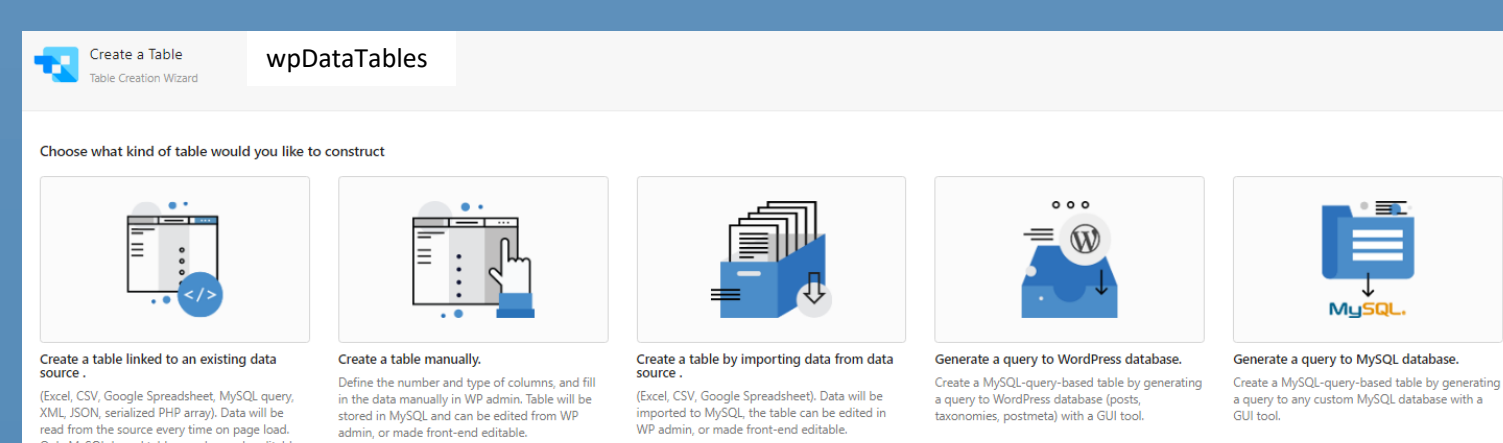 Create a Table
Table Creation Wizard
wpDataTables
Choose what kind of table would you like to construct
</>
MySQL.
Create a table linked to an existing data
source .
(Excel, CSV, Google Spreadsheet, MySQL query,
XML, JSON, serialized PHP array). Data will be
read from the source every time on page load.
Create a table manually.
Define the number and type of columns, and fill
in the data manually in WP admin. Table will be
stored in MySQL and can be edited from WP
admin, or made front-end editable.
Create a table by importing data from data
source .
(Excel, CSV, Google Spreadsheet). Data will be
imported to MySQL, the table can be edited in
WP admin, or made front-end editable.
Generate a query to WordPress database.
Create a MySQL-query-based table by generating
a query to WordPress database (posts,
taxonomies, postmeta) with a GUI tool.
Generate a query to MySQL database.
Create a MySQL-query-based table by generating
a query to any custom MySQL database with a
GUI tool.